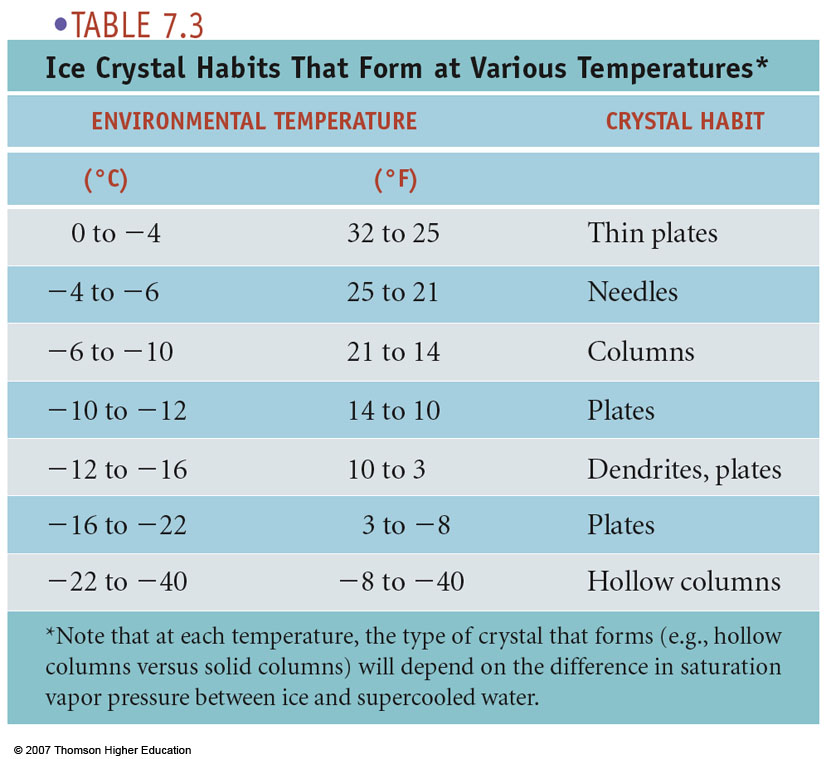 •TABLE 7.3
Ice Crystal Habits That Form at Various Temperatures*
ENVIRONMENTAL TEMPERATURE CRYSTAL HABIT
(°C) (°F)
0 to −4 32 to 25 Thin plates
−4 to −6 25 to 21 Needles
−6 to −10 21 to 14 Columns
−10 to −12 14 to 10 Plates
−12 to −16 10 to 3 Dendrites, plates
−16 to −22 3 to −8 Plates
−22 to −40 −8 to −40 Hollow columns
*Note that at each temperature, the type of crystal that forms (e.g., hollow
columns versus solid columns) will depend on the difference in saturation
vapor pressure between ice and supercooled water.
© 2007 Thomson Higher Education